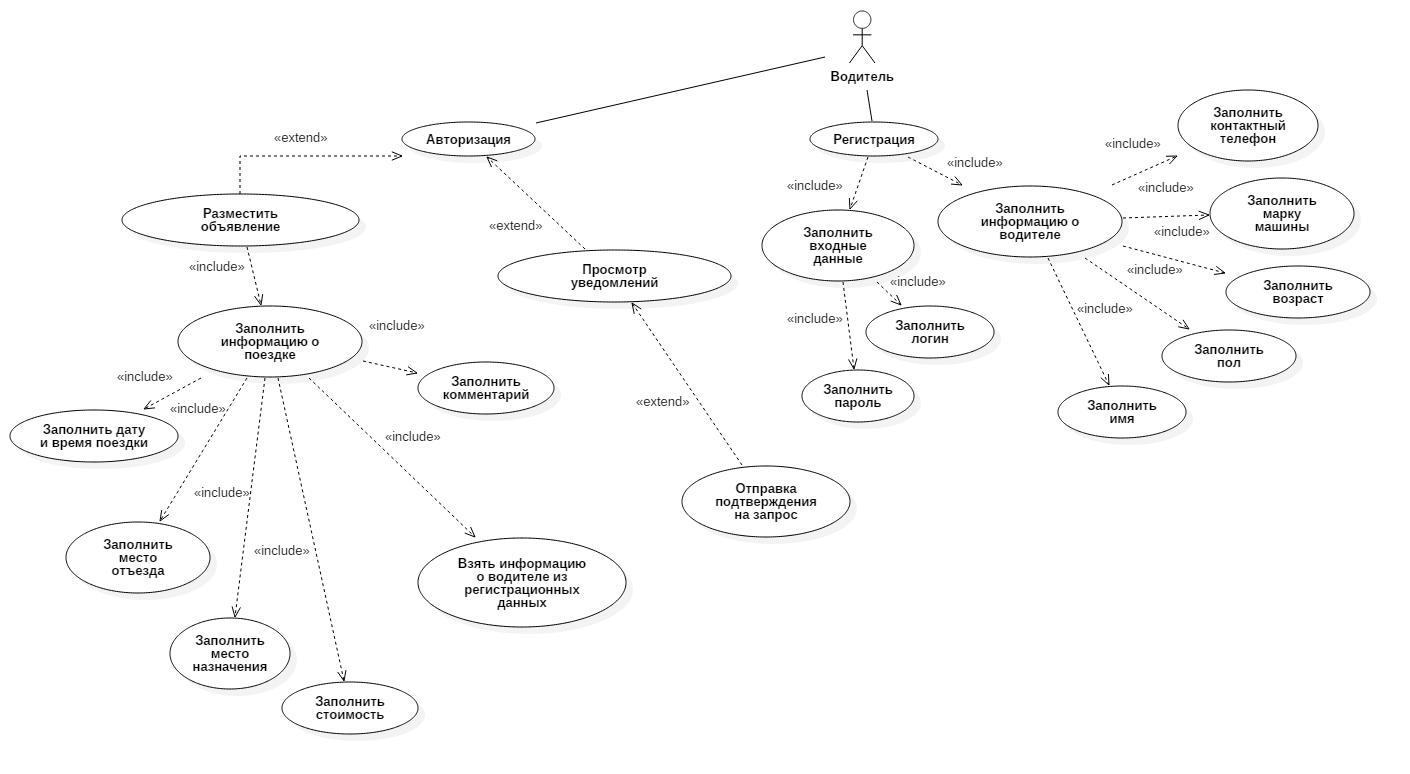 Водитель
Авторизация
«extend»
Регистрация
Заполнить
контактный
телефон
«include»
«include»
«include»
«include»
Разместить
объявление
Заполнить
информацию о
водителе
Заполнить
марку
машины
«extend»
«include»
Заполнить
входные
данные
«include»
Просмотр
уведомлений
«include»
«include»
Заполнить
возраст
Заполнить
информацию о
поездке
«include»
«include»
Заполнить
логин
«include»
Заполнить
пол
«include»
Заполнить
комментарий
Заполнить
пароль
«extend»
Заполнить
имя
«include»
Заполнить дату
и время поездки
«include»
«include»
Отправка
подтверждения
на запрос
Заполнить
место
отъезда
«include»
Взять информацию
о водителе из
регистрационных
данных
Заполнить
место
назначения
Заполнить
стоимость